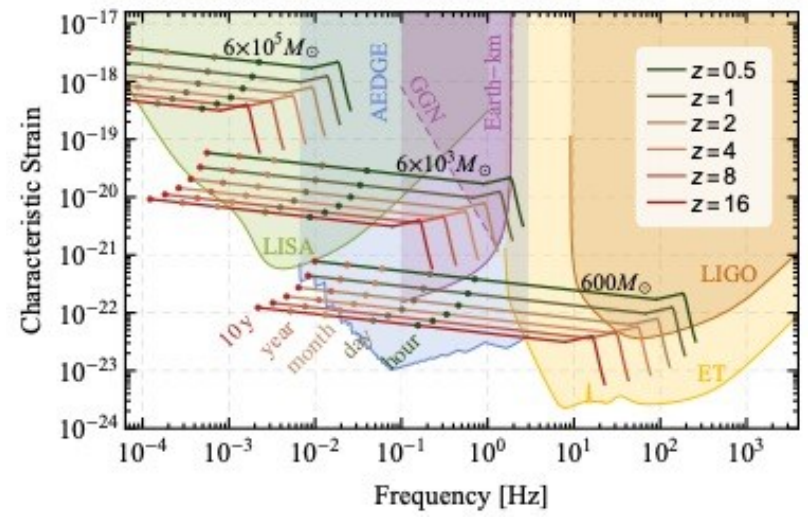 10⁻¹⁷
10⁻¹⁸
10⁻¹⁹
10⁻²⁰
10⁻²¹
10⁻²²
10⁻²³
10⁻²⁴
Characteristic Strain
6×10⁵M⊙
AEDGE
GGN
Earth-km
6×10³M⊙
LISA
600M⊙
LIGO
ET
10 y
year
month
day
hour
z = 0.5
z = 1
z = 2
z = 4
z = 8
z = 16
10⁻⁴ 10⁻³ 10⁻² 10⁻¹ 10⁰ 10¹ 10² 10³
Frequency [Hz]